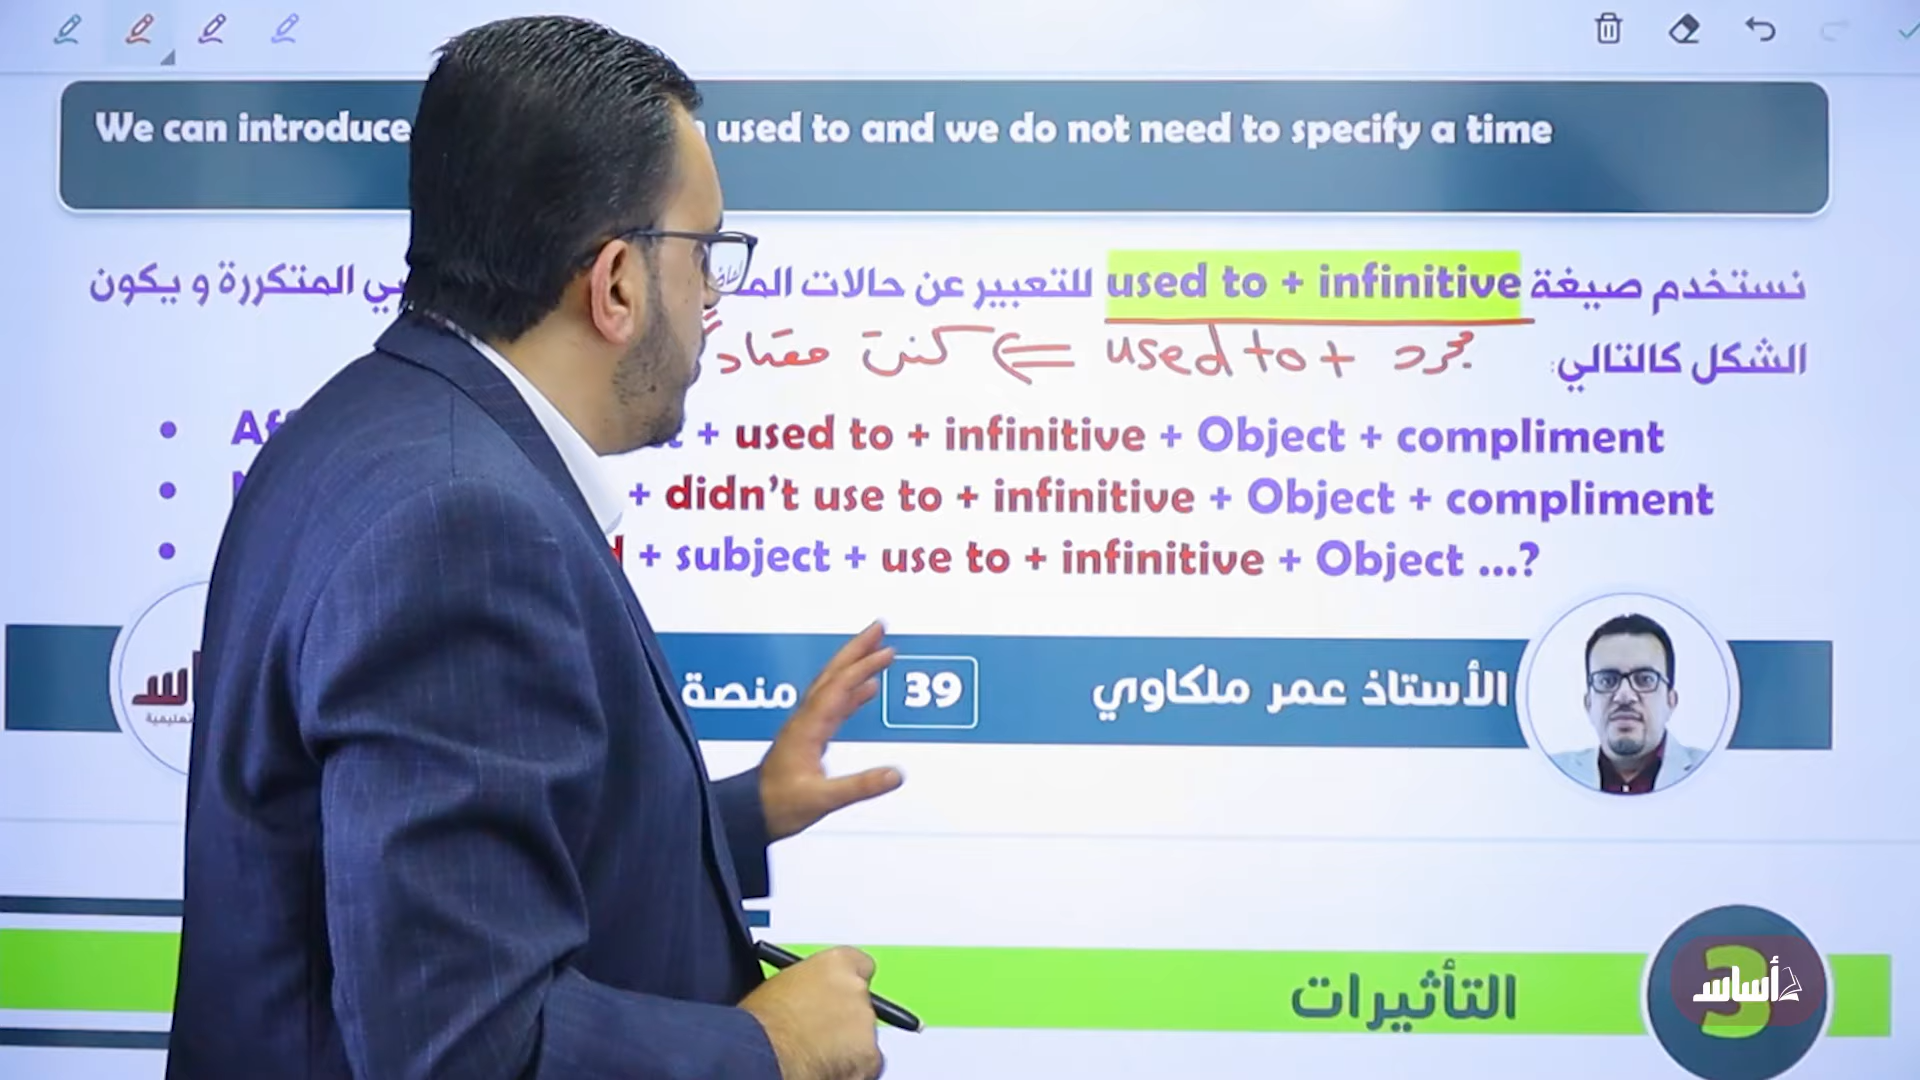 We can introduce used to and we do not need to specify a time
نستخدم صيغة used to + infinitive للتعبير عن حالات المتكررة و يكون
الشكل كالتالي:
used to + مجرد ⇐ كنت معتاد
+ used to + infinitive + Object + compliment
+ didn't use to + infinitive + Object + compliment
+ subject + use to + infinitive + Object ...?
الأستاذ عمر ملكاوي
39
منصة
التأثيرات
3
أساس